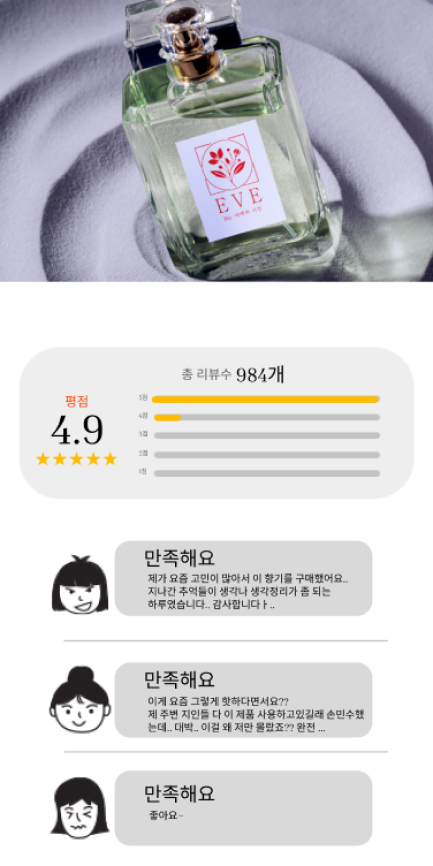 EVE
총 리뷰수 984개
평점
4.9
5점
4점
3점
2점
1점
만족해요
제가 요즘 고민이 많아서 이 향기를 구매했어요..
지나간 추억들이 생각나 생각정리가 좀 되는
하루였습니다.. 감사합니다ㅏ..
만족해요
이게 요즘 그렇게 핫하다면서요??
제 주변 지인들 다 이 제품 사용하고있길래 손민수했
는데.. 대박.. 이걸 왜 저만 몰랐죠?? 완전 ...
만족해요
좋아요~